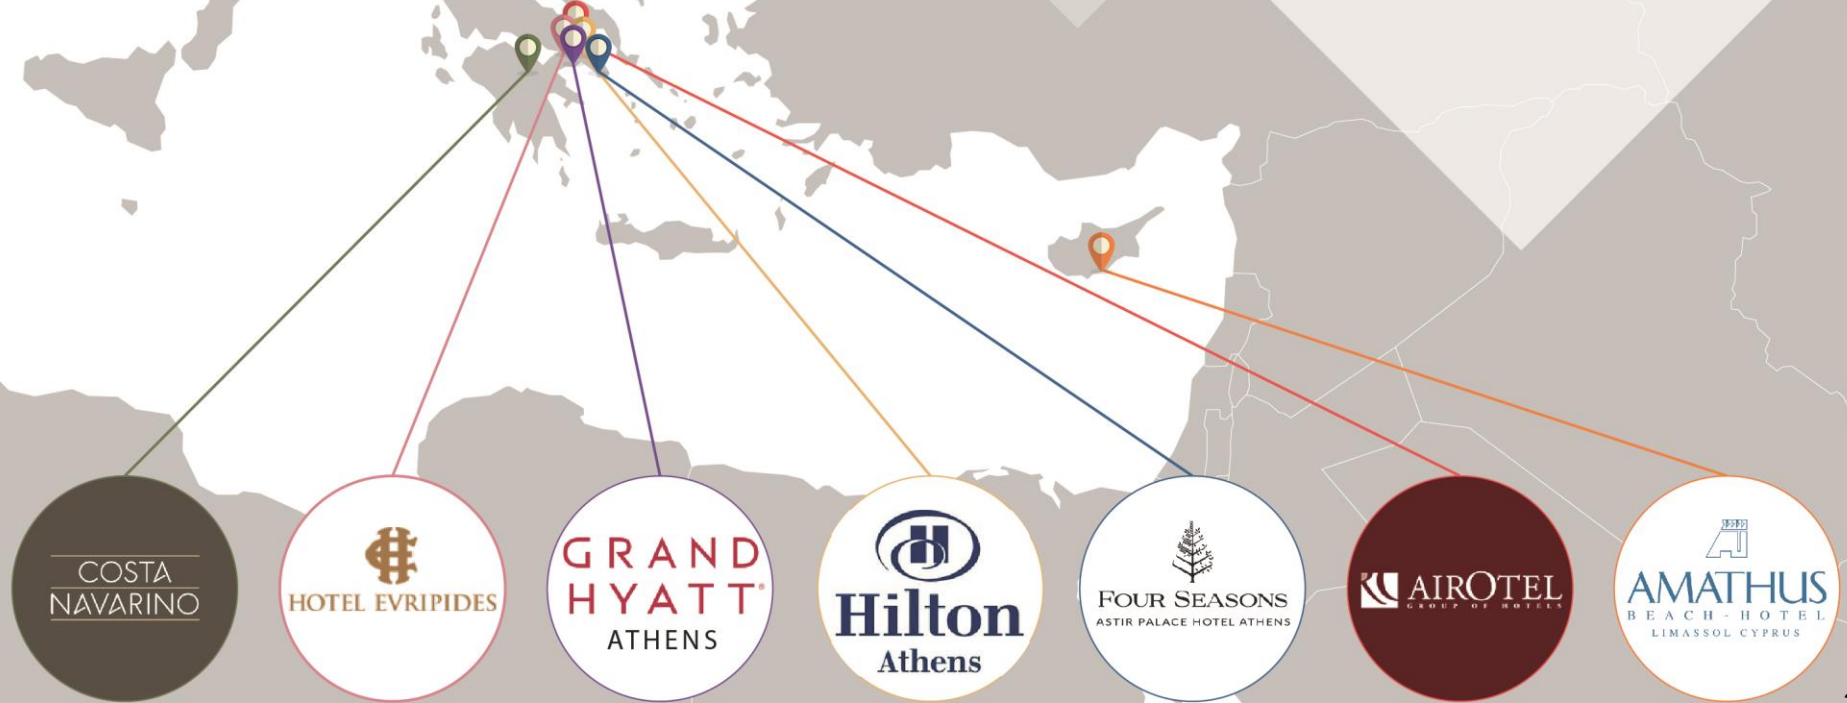 COSTA
NAVARINO
HOTEL EVRIPIDES
GRAND
HYATT®
ATHENS
Hilton
Athens
FOUR SEASONS
ASTIR PALACE HOTEL ATHENS
AIROTEL
GROUP OF HOTELS
AMATHUS
BEACH - HOTEL
LIMASSOL CYPRUS